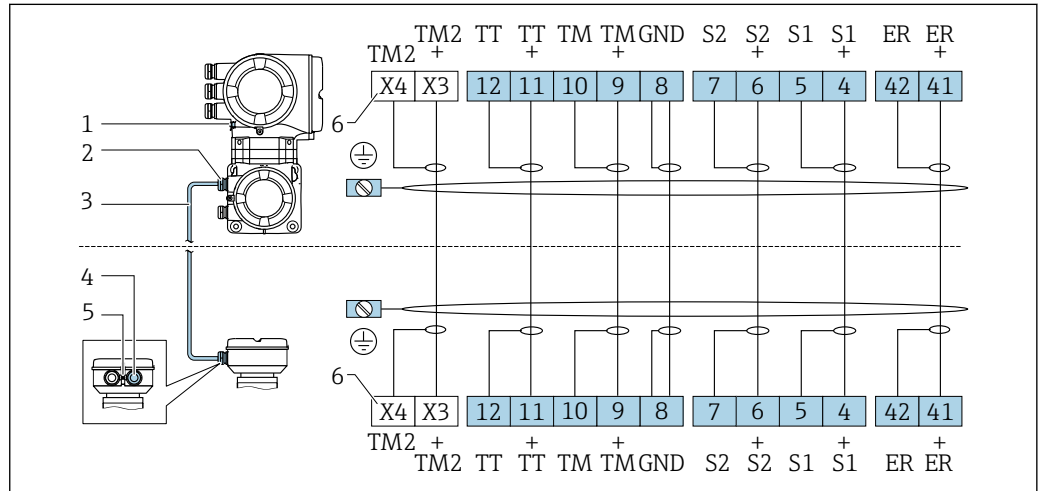 TM2 TT TT TM TM GND S2 S2 S1 S1 ER ER
TM2 + + + + + +
X4 X3 12 11 10 9 8 7 6 5 4 42 41
6
1
2
3
4
5
6
X4 X3 12 11 10 9 8 7 6 5 4 42 41
TM2 + + + + + +
TM2 TT TT TM TM GND S2 S2 S1 S1 ER ER